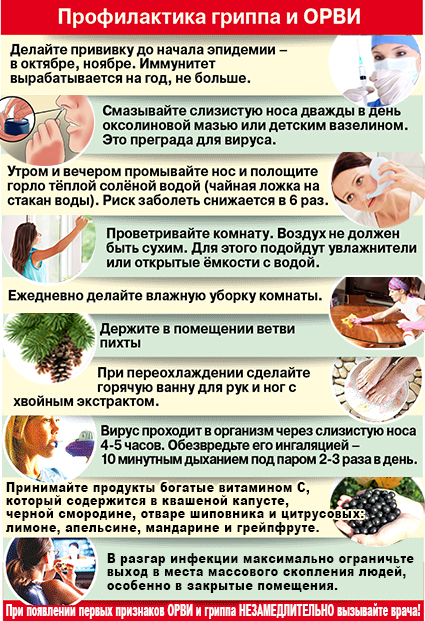 Профилактика гриппа и ОРВИ
Делайте прививку до начала эпидемии –
в октябре, ноябре. Иммунитет
вырабатывается на год, не больше.
Смазывайте слизистую носа дважды в день
оксолиновой мазью или детским вазелином.
Это преграда для вируса.
Утром и вечером промывайте нос и полощите
горло тёплой солёной водой (чайная ложка на
стакан воды). Риск заболеть снижается в 6 раз.
Проветривайте комнату. Воздух не должен
быть сухим. Для этого подойдут увлажнители
или открытые ёмкости с водой.
Ежедневно делайте влажную уборку комнаты.
Держите в помещении ветви
пихты
При переохлаждении сделайте
горячую ванну для рук и ног с
хвойным экстрактом.
Вирус проходит в организм через слизистую носа
4-5 часов. Обезвредьте его ингаляцией –
10 минутным дыханием под паром 2-3 раза в день.
Принимайте продукты богатые витамином С,
который содержится в квашеной капусте,
черной смородине, отваре шиповника и цитрусовых:
лимоне, апельсине, мандарине и грейпфруте.
В разгар инфекции максимально ограничьте
выход в места массового скопления людей,
особенно в закрытые помещения.
При появлении первых признаков ОРВИ и гриппа НЕЗАМЕДЛИТЕЛЬНО вызывайте врача!